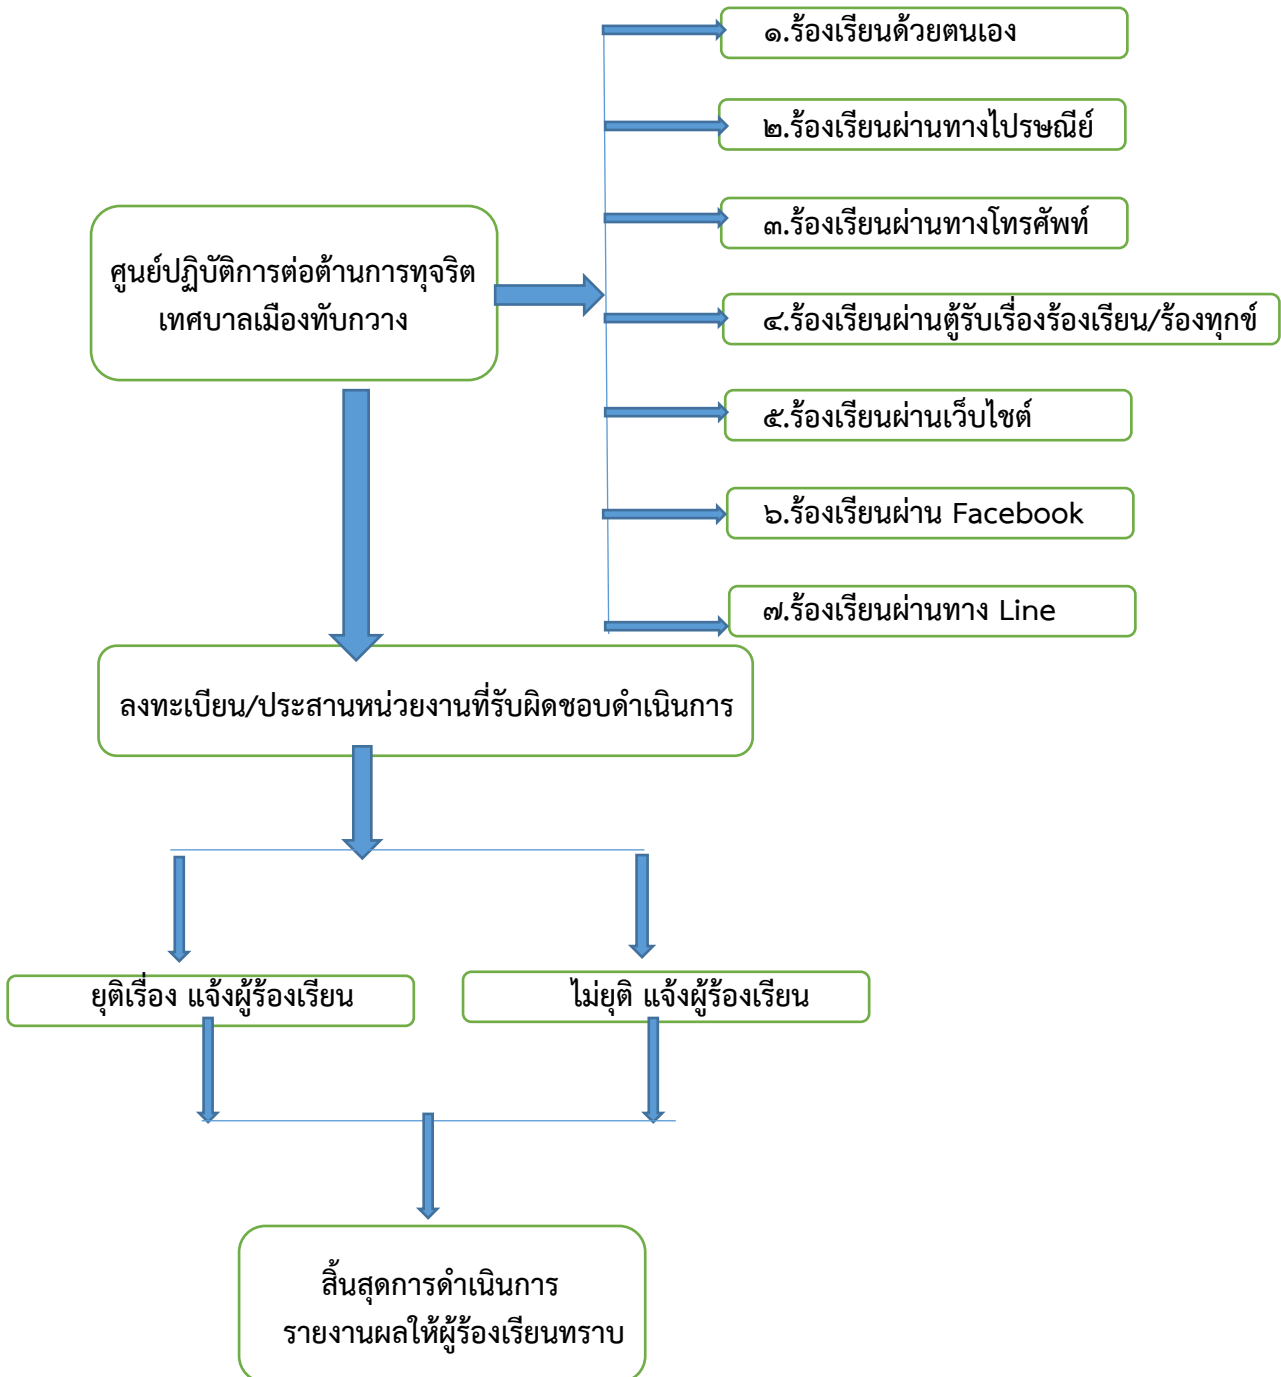 ๑.ร้องเรียนด้วยตนเอง
๒.ร้องเรียนผ่านทางไปรษณีย์
๓.ร้องเรียนผ่านทางโทรศัพท์
ศูนย์ปฏิบัติการต่อต้านการทุจริต
เทศบาลเมืองทับกวาง
๔.ร้องเรียนผ่านตู้รับเรื่องร้องเรียน/ร้องทุกข์
๕.ร้องเรียนผ่านเว็บไชต์
๖.ร้องเรียนผ่าน Facebook
๗.ร้องเรียนผ่านทาง Line
ลงทะเบียน/ประสานหน่วยงานที่รับผิดชอบดำเนินการ
ยุติเรื่อง แจ้งผู้ร้องเรียน
ไม่ยุติ แจ้งผู้ร้องเรียน
สิ้นสุดการดำเนินการ
รายงานผลให้ผู้ร้องเรียนทราบ